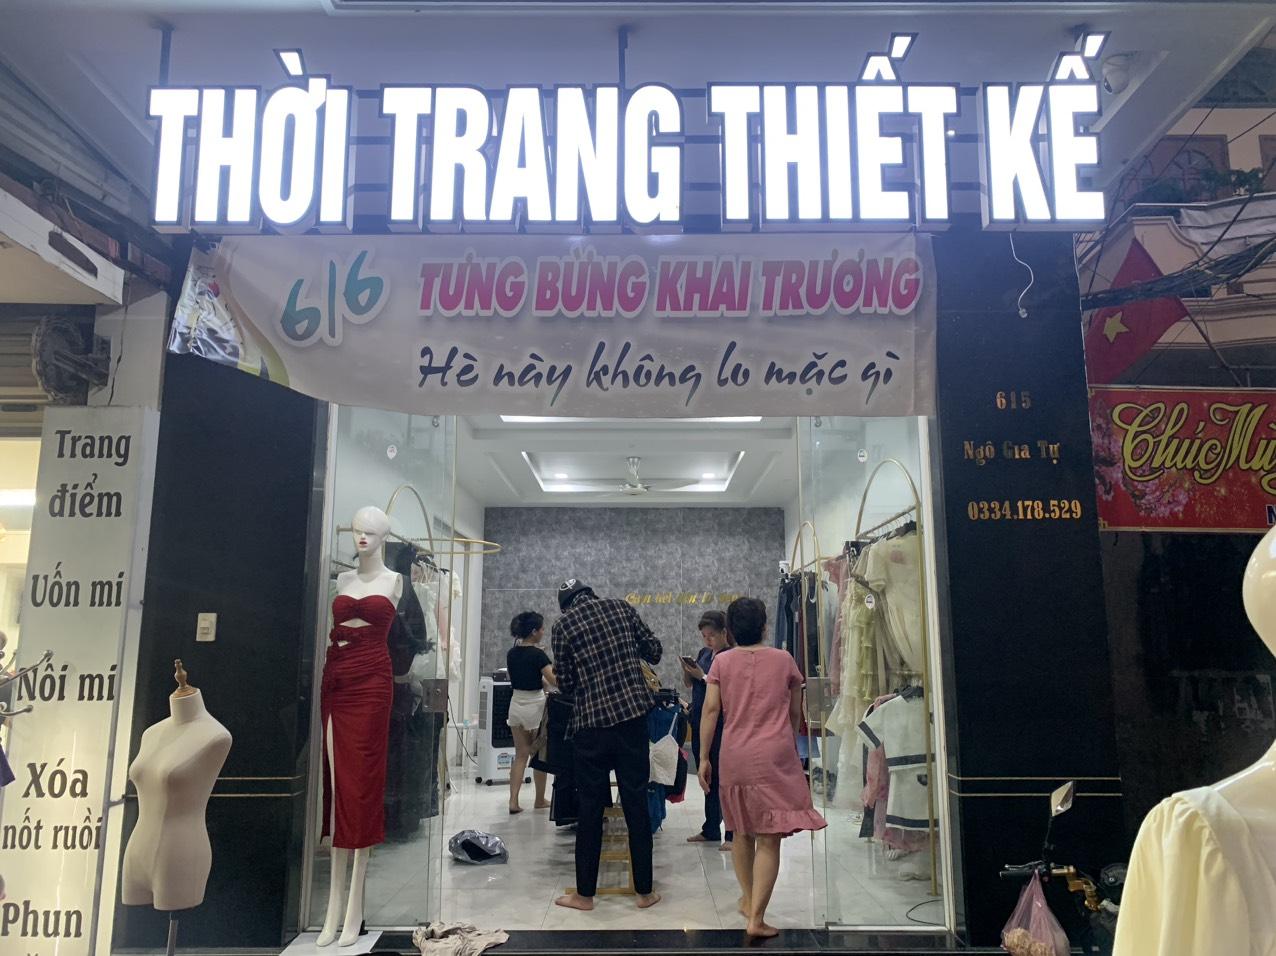 THỜI TRANG THIẾT KẾ
6/6 TƯNG BỪNG KHAI TRƯƠNG
Hè này không lo mặc gì
615
Ngô Gia Tự
0334.178.529
Trang
điểm
Uốn mi
Nối mi
Xóa
nốt ruồi
Phun
Chúc Mừ